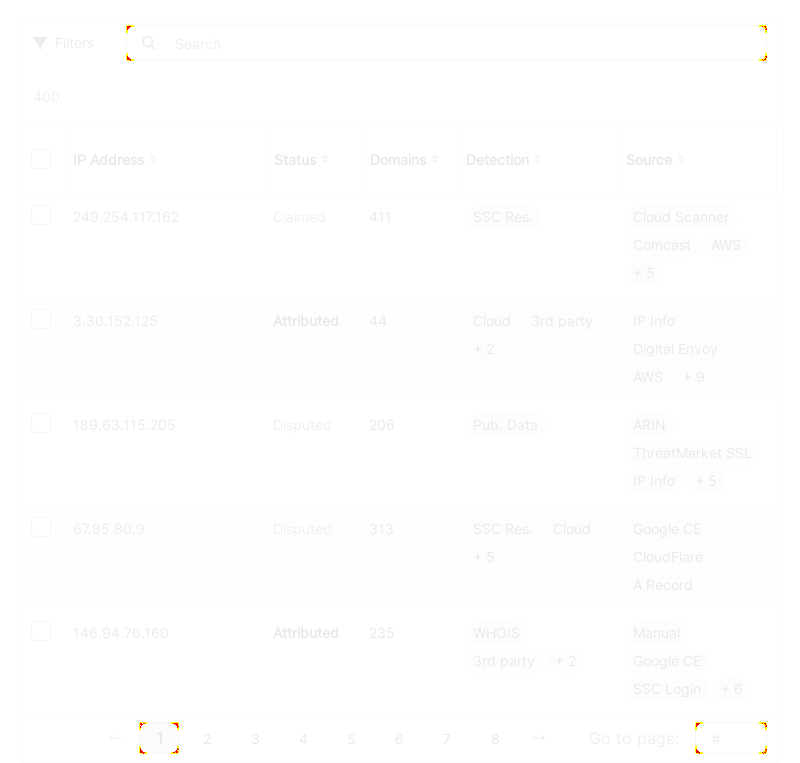 Filters Search
400
IP Address Status Domains Detection Source
249.254.117.162 Claimed 411 SSC Res. Cloud Scanner
Comcast AWS
+ 5
3.30.152.125 Attributed 44 Cloud 3rd party IP Info
+ 2 Digital Envoy
AWS + 9
189.63.115.205 Disputed 206 Pub. Data ARIN
ThreatMarket SSL
IP Info + 5
67.85.80.9 Disputed 313 SSC Res. Cloud Google CE
+ 5 CloudFlare
A Record
146.94.76.160 Attributed 235 WHOIS Manual
3rd party + 2 Google CE
SSC Login + 6
← 1 2 3 4 5 6 7 8 → Go to page: #